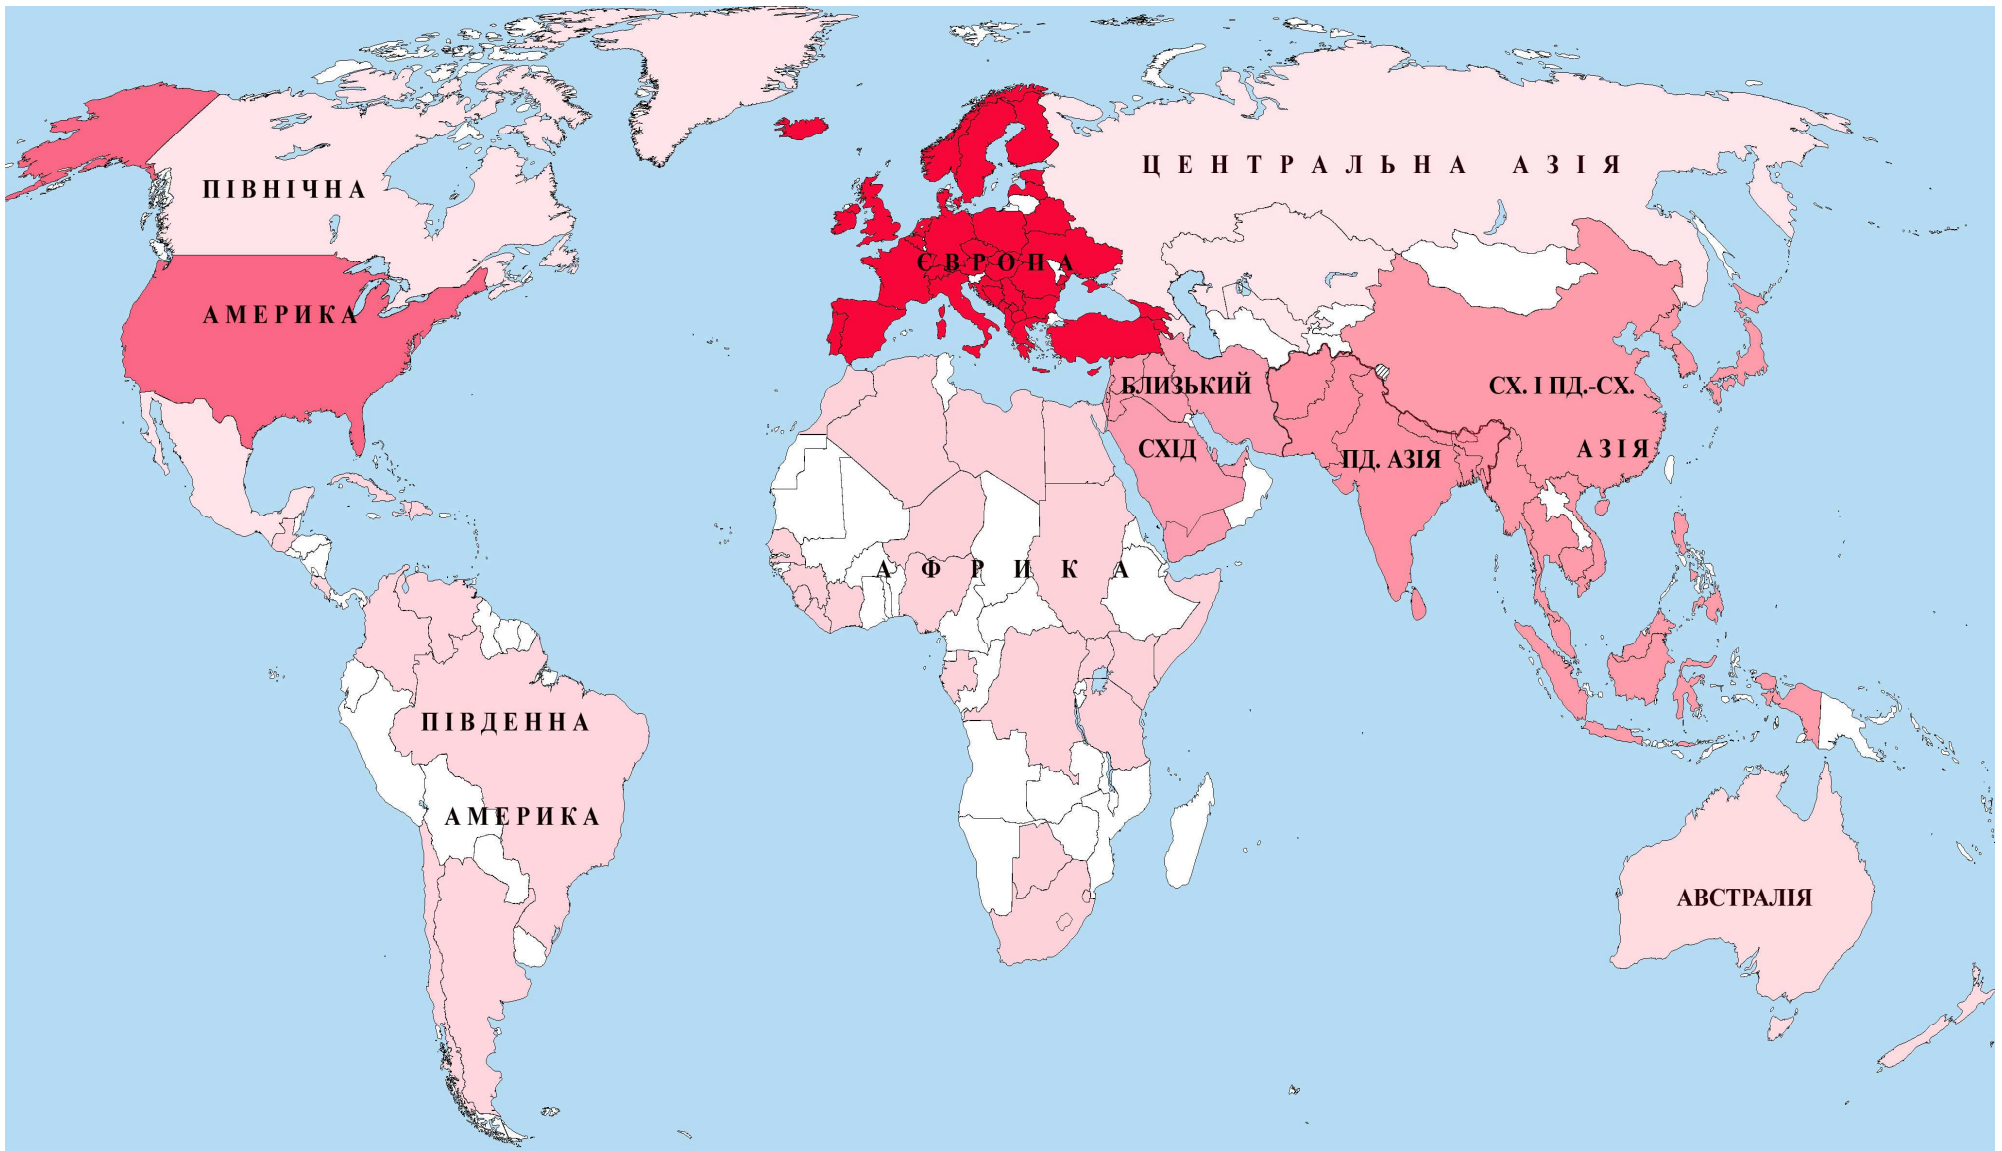 ЦЕНТРАЛЬНА АЗІЯ
ПІВНІЧНА
АМЕРИКА
ЄВРОПА
БЛИЗЬКИЙ
СХІД
ПД. АЗІЯ
СХ. І ПД.-СХ.
АЗІЯ
АФРИКА
ПІВДЕННА
АМЕРИКА
АВСТРАЛІЯ